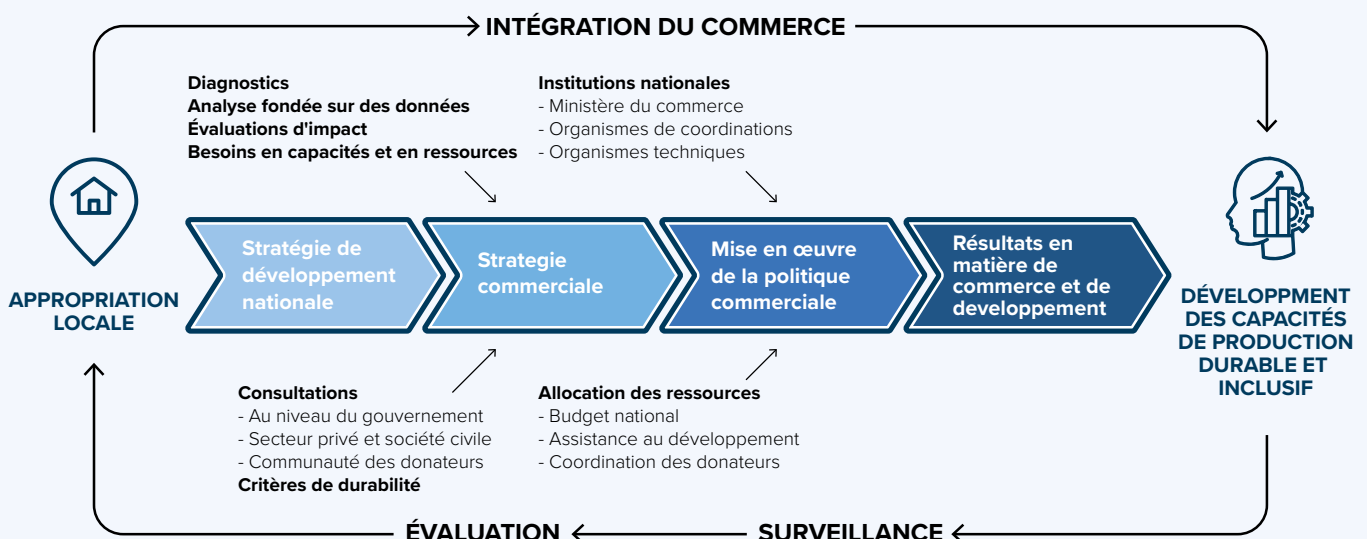 INTÉGRATION DU COMMERCE
Diagnostics
Analyse fondée sur des données
Évaluations d'impact
Besoins en capacités et en ressources
Institutions nationales
- Ministère du commerce
- Organismes de coordinations
- Organismes techniques
APPROPRIATION
LOCALE
Stratégie de
développement
nationale
Strategie
commerciale
Mise en œuvre
de la politique
commerciale
Résultats en
matière de
commerce et de
developpement
DÉVELOPPMENT
DES CAPACITÉS
DE PRODUCTION
DURABLE ET
INCLUSIF
Consultations
- Au niveau du gouvernement
- Secteur privé et société civile
- Communauté des donateurs
Critères de durabilité
Allocation des ressources
- Budget national
- Assistance au développement
- Coordination des donateurs
ÉVALUATION
SURVEILLANCE